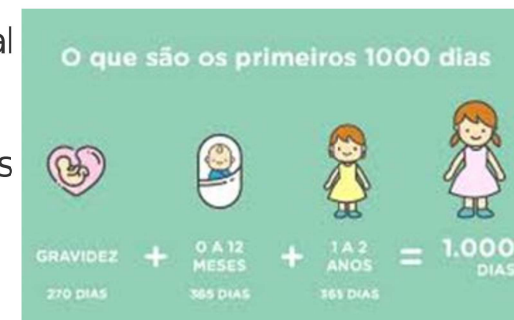 al
s
O que são os primeiros 1000 dias
GRAVIDEZ + 0 A 12 MESES + 1 A 2 ANOS = 1.000 DIAS
270 DIAS 365 DIAS 365 DIAS